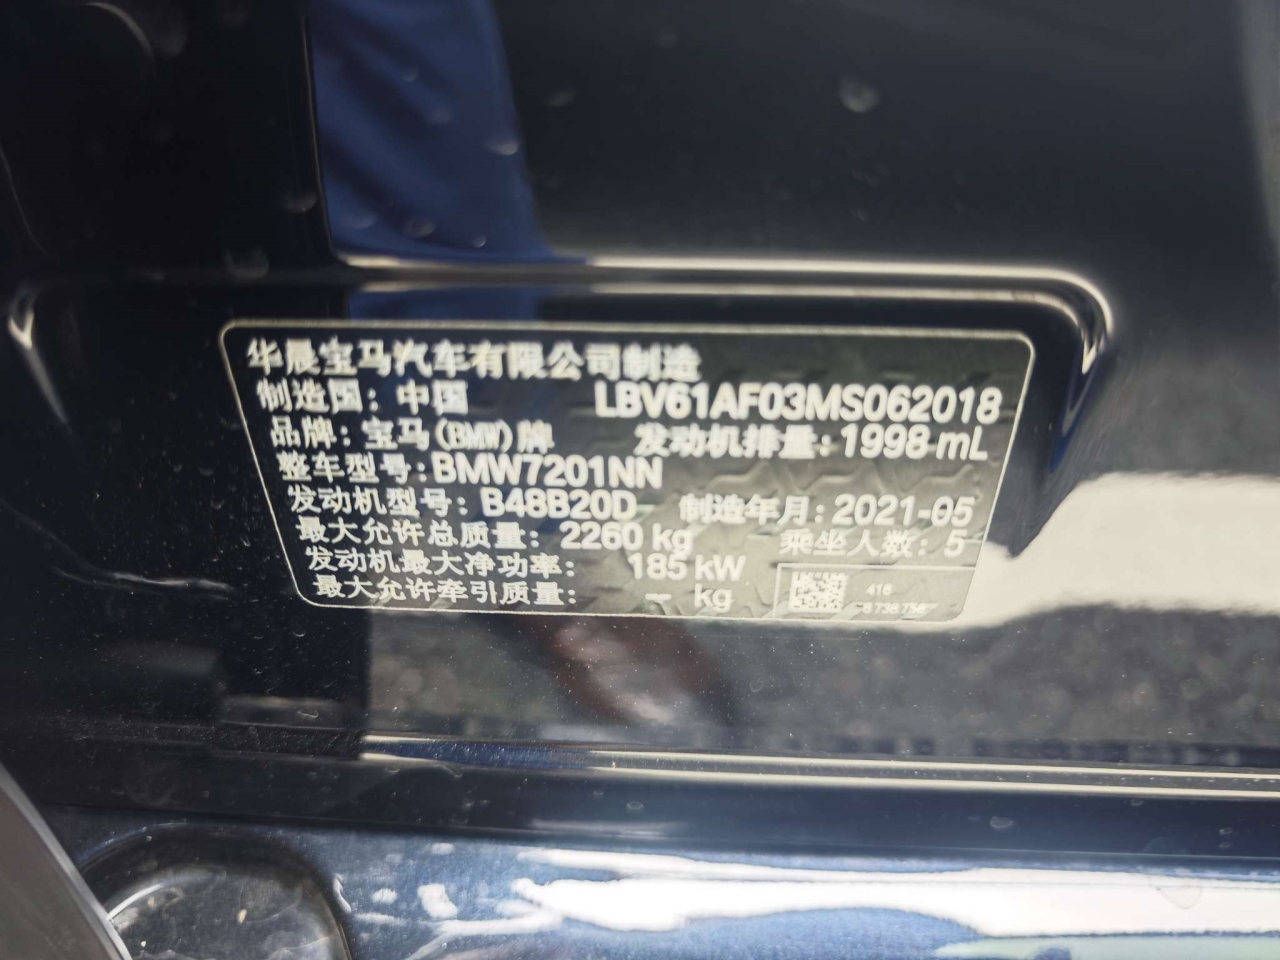 华晨宝马汽车有限公司制造
制造国：中国 LBV61AF03MS062018
品牌：宝马(BMW)牌 发动机排量：1998 mL
整车型号：BMW7201NN
发动机型号：B48B20D 制造年月：2021-05
最大允许总质量：2260 kg 乘坐人数：5
发动机最大净功率：185 kW
最大允许牵引质量：— kg
416